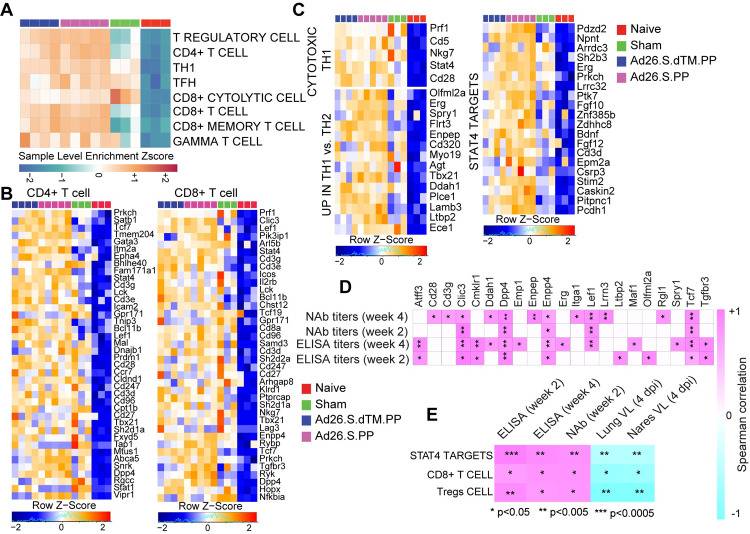 A
T REGULATORY CELL
CD4+ T CELL
TH1
TFH
CD8+ CYTOLYTIC CELL
CD8+ T CELL
CD8+ MEMORY T CELL
GAMMA T CELL
Sample Level Enrichment Zscore
-2 -1 0 1 2
B
CD4+ T cell
Prkch
Satb1
Tcf7
Tmem204
Gata3
Itm2a
Epha4
Bhlhe40
Fam171a1
Stat4
Cd3g
Lck
Cd3e
Icam2
Gpr171
Tnip3
Bcl11b
Lef1
Mal
Dnajb1
Prdm1
Cd28
Ccr7
Cldnd1
Cd247
Cd3d
Cd96
Cpt1b
Cd27
Tbx21
Sh2d1a
Fxyd5
Tap1
Mtus1
Abca5
Snrk
Dpp4
Rgcc
Stat1
Vipr1
Row Z-Score
-2 0 2
CD8+ T cell
Prf1
Clic3
Lef1
Pik3ip1
Arl5b
Stat4
Cd3g
Cd3e
Icos
Il2rb
Lck
Bcl11b
Chst12
Tcf19
Gpr171
Cd8a
Cd96
Samd3
Cd3d
Sh2d2a
Cd247
Cd27
Arhgap8
Klrd1
Ptprcap
Sh2d1a
Nkg7
Tbx21
Lag3
Enpp4
Rybp
Tcf7
Prkch
Tgfbr3
Ryk
Dpp4
Hopx
Nfkbia
Row Z-Score
-2 0 2
Naive
Sham
Ad26.S.dTM.PP
Ad26.S.PP
C
CYTOTOXIC
TH1
Prf1
Cd5
Nkg7
Stat4
Cd28
UP IN TH1 vs. TH2
Olfml2a
Erg
Spry1
Flrt3
Enpep
Cd320
Myo19
Agt
Tbx21
Ddah1
Plce1
Lamb3
Ltbp2
Ece1
Row Z-Score
-2 0 2
STAT4 TARGETS
Pdzd2
Npnt
Arrdc3
Sh2b3
Erg
Prkch
Lrrc32
Ptk7
Fgf10
Znf385b
Zdhhc8
Bdnf
Fgf12
Cd3d
Epm2a
Csrp3
Stim2
Caskin2
Pitpnc1
Pcdh1
Row Z-Score
-2 0 2
Naive
Sham
Ad26.S.dTM.PP
Ad26.S.PP
D
Atff3 Cd28 Cd3g Clic3 Cmklr1 Ddah1 Dpp4 Emp1 Enpep Enpp4 Erg Itga1 Lef1 Lrrn3 Ltbp2 Maf1 Olfml2a Rgl1 Spry1 Tcf7 Tgfbr3
NAb titers (week 4)
NAb titers (week 2)
ELISA titers (week 4)
ELISA titers (week 2)
E
ELISA (week 2) ELISA (week 4) NAb (week 2) Lung VL (4 dpi) Nares VL (4 dpi)
STAT4 TARGETS *** ** ** ** **
CD8+ T CELL * * * * *
Tregs CELL ** * * ** **
* p<0.05 ** p<0.005 *** p<0.0005
Spearman correlation
+1
0
-1